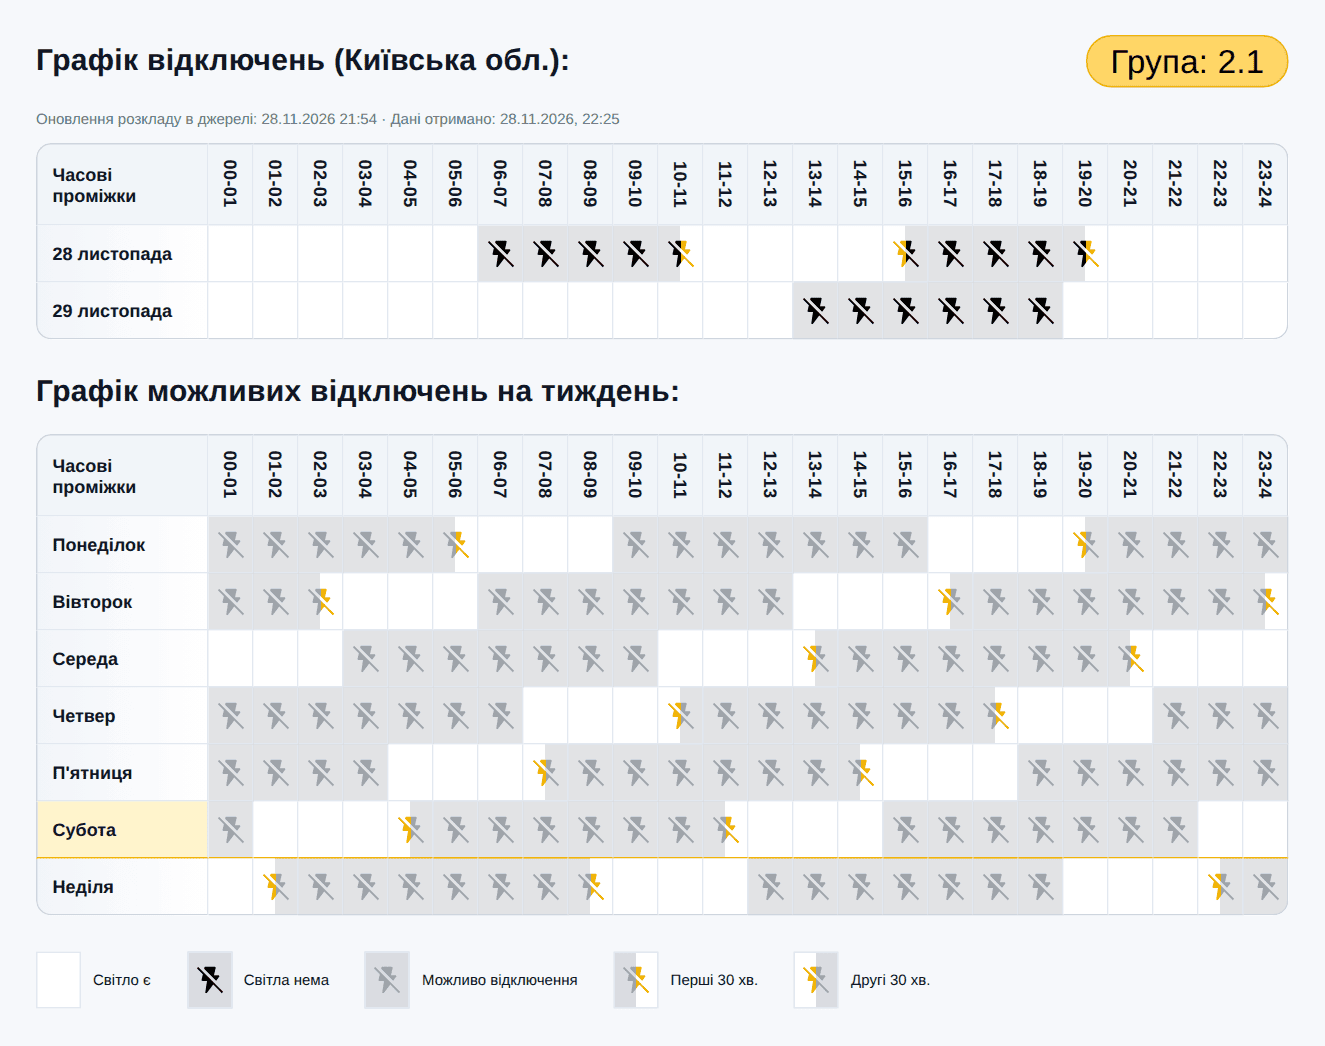 Графік відключень (Київська обл.):
Група: 2.1
Оновлення розкладу в джерелі: 28.11.2026 21:54 · Дані отримано: 28.11.2026, 22:25
Часові проміжки 00-01 01-02 02-03 03-04 04-05 05-06 06-07 07-08 08-09 09-10 10-11 11-12 12-13 13-14 14-15 15-16 16-17 17-18 18-19 19-20 20-21 21-22 22-23 23-24
28 листопада
29 листопада
Графік можливих відключень на тиждень:
Часові проміжки 00-01 01-02 02-03 03-04 04-05 05-06 06-07 07-08 08-09 09-10 10-11 11-12 12-13 13-14 14-15 15-16 16-17 17-18 18-19 19-20 20-21 21-22 22-23 23-24
Понеділок
Вівторок
Середа
Четвер
П'ятниця
Субота
Неділя
Світло є Світла нема Можливо відключення Перші 30 хв. Другі 30 хв.